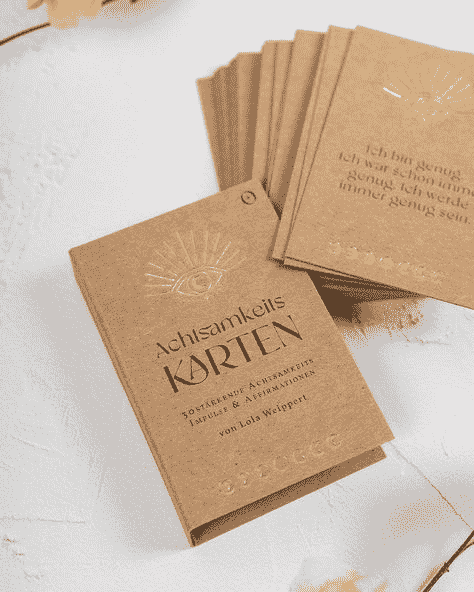 Achtsamkeits
KARTEN
30 STÄRKENDE ACHTSAMKEITS
IMPULSE & AFFIRMATIONEN
von Lola Weippert
Ich bin genug.
Ich war schon imme
genug. Ich werde
immer genug sein.